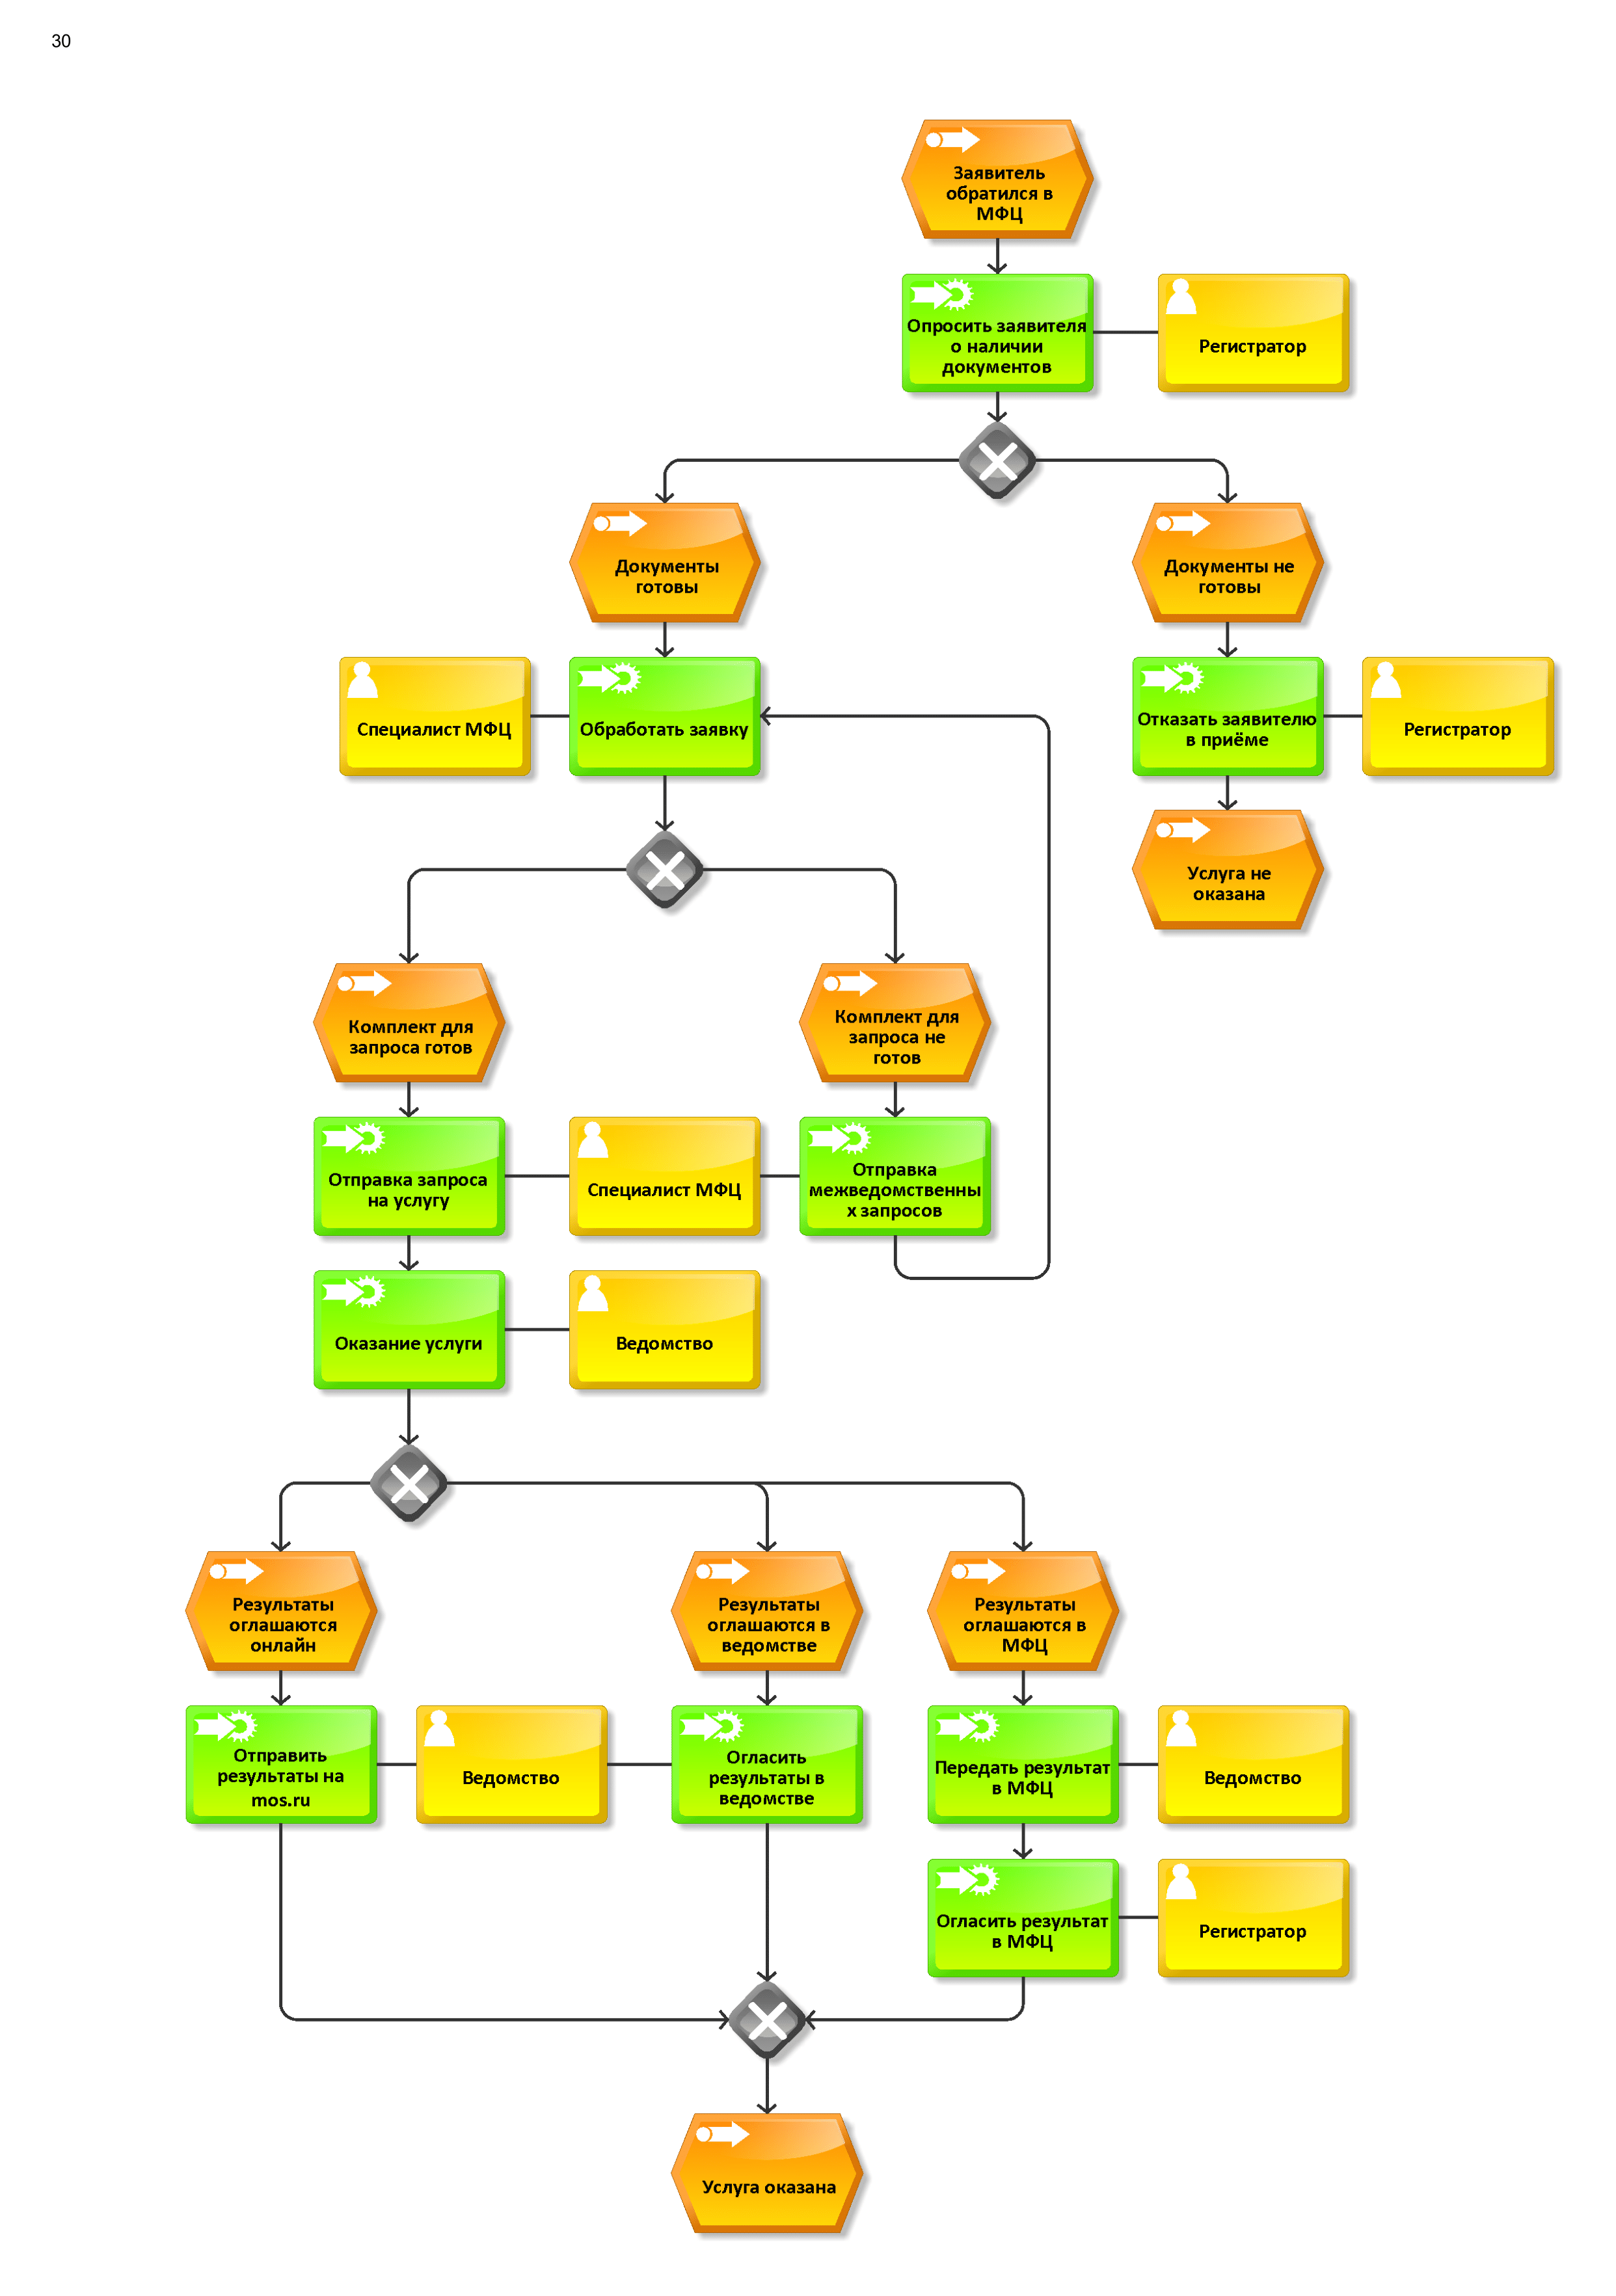 30
Заявитель
обратился в
МФЦ
Опросить заявителя
о наличии
документов
Регистратор
Документы
готовы
Документы не
готовы
Специалист МФЦ
Обработать заявку
Отказать заявителю
в приёме
Регистратор
Услуга не
оказана
Комплект для
запроса готов
Комплект для
запроса не
готов
Отправка запроса
на услугу
Специалист МФЦ
Отправка
межведомственны
х запросов
Оказание услуги
Ведомство
Результаты
оглашаются
онлайн
Результаты
оглашаются в
ведомстве
Результаты
оглашаются в
МФЦ
Отправить
результаты на
mos.ru
Ведомство
Огласить
результаты в
ведомстве
Передать результат
в МФЦ
Ведомство
Огласить результат
в МФЦ
Регистратор
Услуга оказана